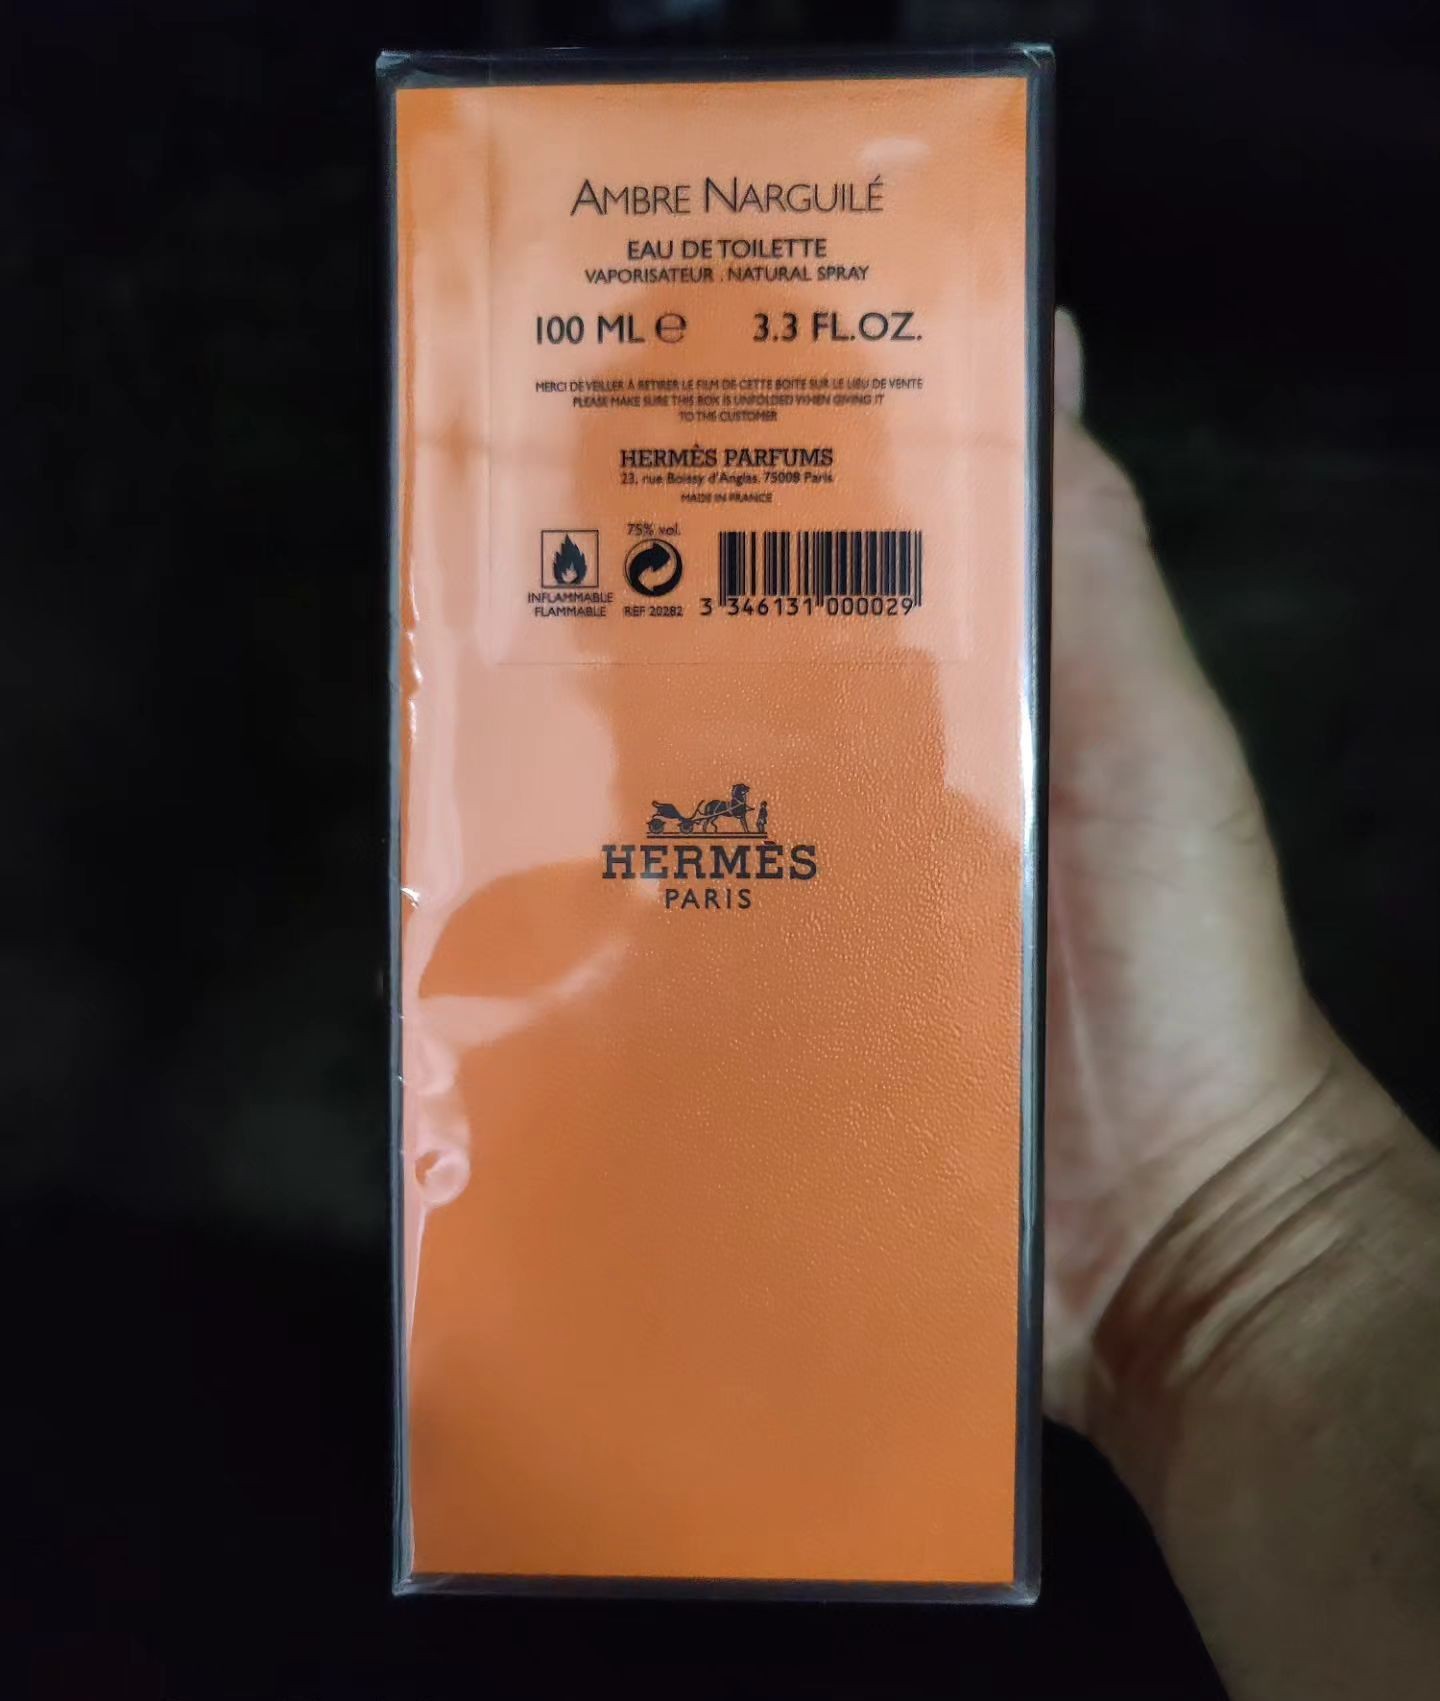 AMBRE NARGUILÉ
EAU DE TOILETTE
VAPORISATEUR . NATURAL SPRAY
100 ML ℮ 3.3 FL.OZ.
MERCI DE VEILLER À RETIRER LE FILM DE CETTE BOITE SUR LE LIEU DE VENTE
PLEASE MAKE SURE THIS BOX IS UNFOLDED WHEN GIVING IT
TO THE CUSTOMER
HERMÈS PARFUMS
23, rue Boissy d'Anglas, 75008 Paris
MADE IN FRANCE
75% vol.
INFLAMMABLE
FLAMMABLE
REF 20282
3 346131 000029
HERMÈS
PARIS